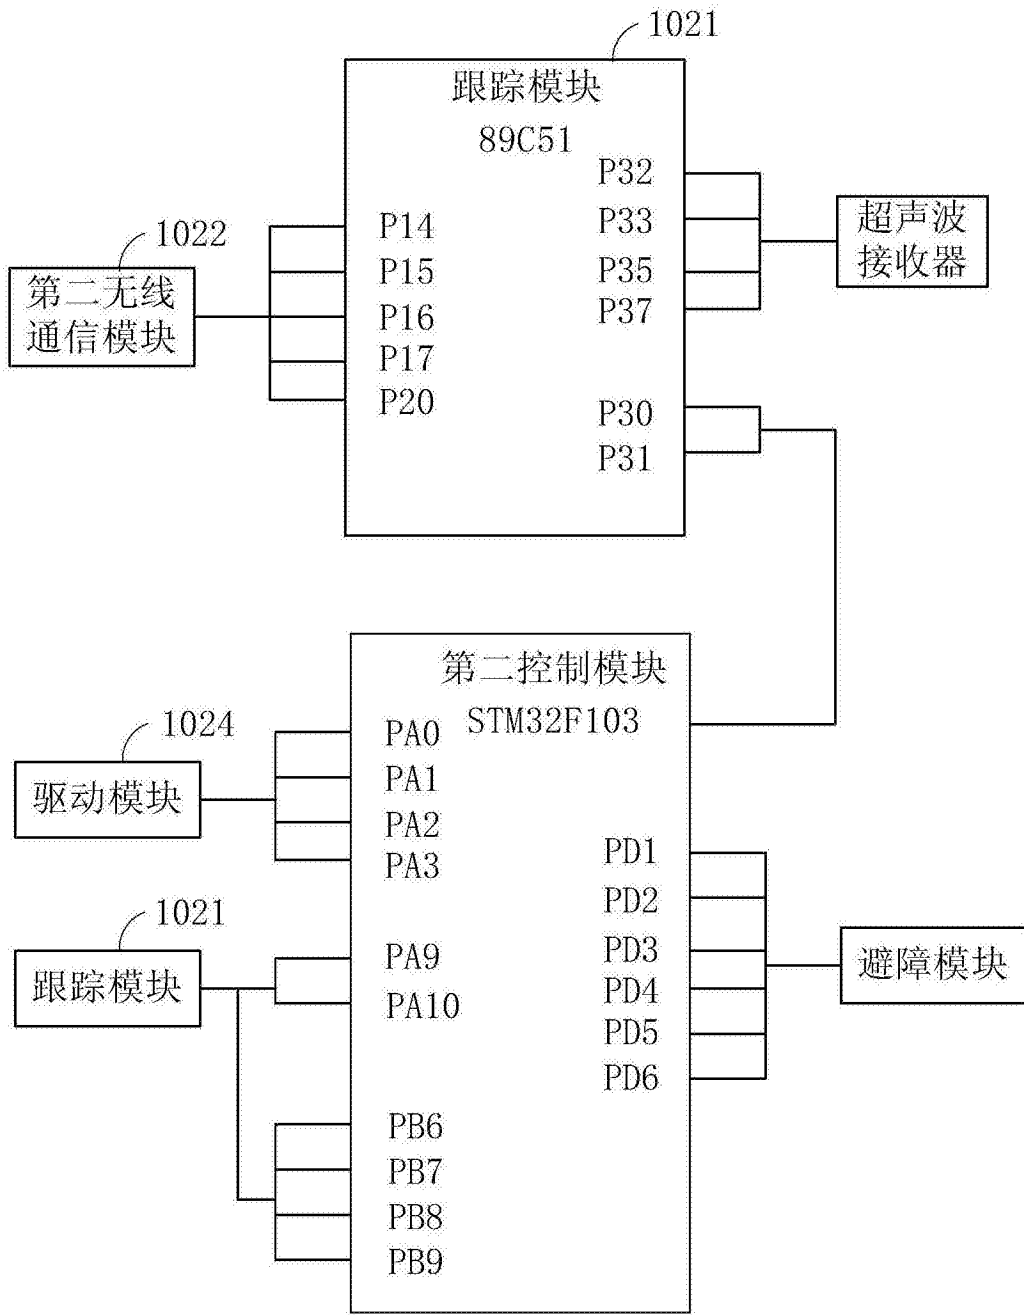 1021
跟踪模块
89C51
P32
P33
P35
P37
P30
P31
P14
P15
P16
P17
P20
1022
第二无线
通信模块
超声波
接收器
第二控制模块
STM32F103
PA0
PA1
PA2
PA3
PA9
PA10
PB6
PB7
PB8
PB9
PD1
PD2
PD3
PD4
PD5
PD6
1024
驱动模块
1021
跟踪模块
避障模块